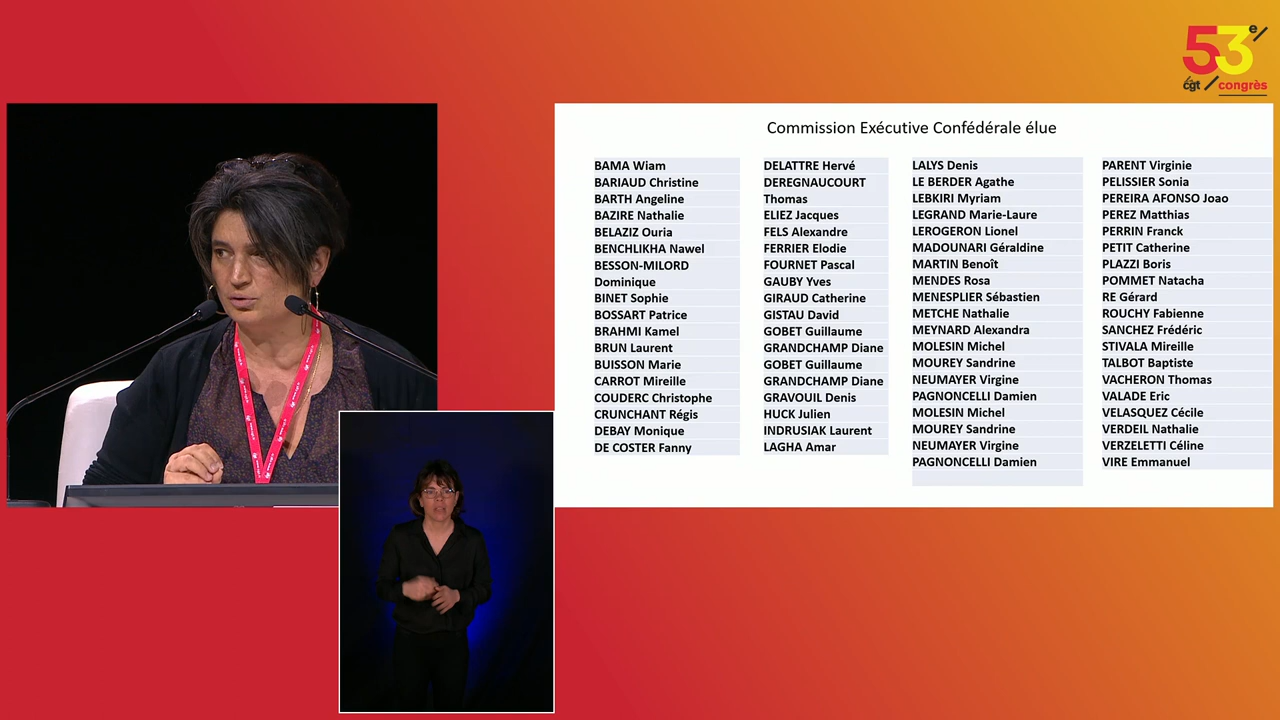 53e/
la cgt / congrès
Commission Exécutive Confédérale élue
BAMA Wiam
BARIAUD Christine
BARTH Angeline
BAZIRE Nathalie
BELAZIZ Ouria
BENCHLIKHA Nawel
BESSON-MILORD
Dominique
BINET Sophie
BOSSART Patrice
BRAHMI Kamel
BRUN Laurent
BUISSON Marie
CARROT Mireille
COUDERC Christophe
CRUNCHANT Régis
DEBAY Monique
DE COSTER Fanny
DELATTRE Hervé
DEREGNAUCOURT
Thomas
ELIEZ Jacques
FELS Alexandre
FERRIER Elodie
FOURNET Pascal
GAUBY Yves
GIRAUD Catherine
GISTAU David
GOBET Guillaume
GRANDCHAMP Diane
GOBET Guillaume
GRANDCHAMP Diane
GRAVOUIL Denis
HUCK Julien
INDRUSIAK Laurent
LAGHA Amar
LALYS Denis
LE BERDER Agathe
LEBKIRI Myriam
LEGRAND Marie-Laure
LEROGERON Lionel
MADOUNARI Géraldine
MARTIN Benoît
MENDES Rosa
MENESPLIER Sébastien
METCHE Nathalie
MEYNARD Alexandra
MOLESIN Michel
MOUREY Sandrine
NEUMAYER Virgine
PAGNONCELLI Damien
MOLESIN Michel
MOUREY Sandrine
NEUMAYER Virgine
PAGNONCELLI Damien
PARENT Virginie
PELISSIER Sonia
PEREIRA AFONSO Joao
PEREZ Matthias
PERRIN Franck
PETIT Catherine
PLAZZI Boris
POMMET Natacha
RE Gérard
ROUCHY Fabienne
SANCHEZ Frédéric
STIVALA Mireille
TALBOT Baptiste
VACHERON Thomas
VALADE Eric
VELASQUEZ Cécile
VERDEIL Nathalie
VERZELETTI Céline
VIRE Emmanuel